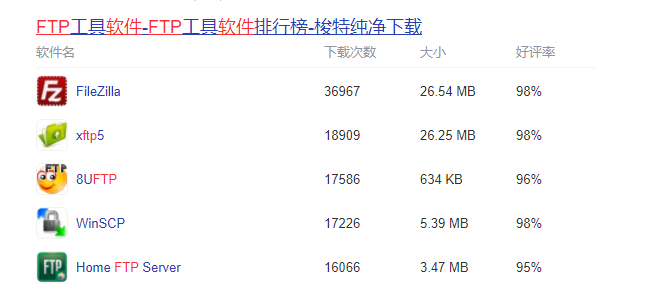 FTP工具软件-FTP工具软件排行榜-梭特纯净下载
软件名 下载次数 大小 好评率
FileZilla 36967 26.54 MB 98%
xftp5 18909 26.25 MB 98%
8UFTP 17586 634 KB 96%
WinSCP 17226 5.39 MB 98%
Home FTP Server 16066 3.47 MB 95%